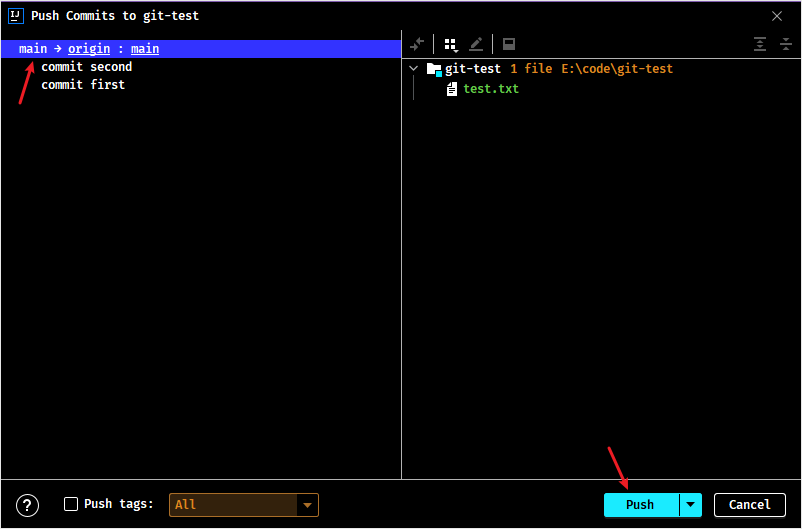 IJ Push Commits to git-test
main → origin : main
commit second
commit first
git-test 1 file E:\code\git-test
test.txt
? Push tags: All Push Cancel